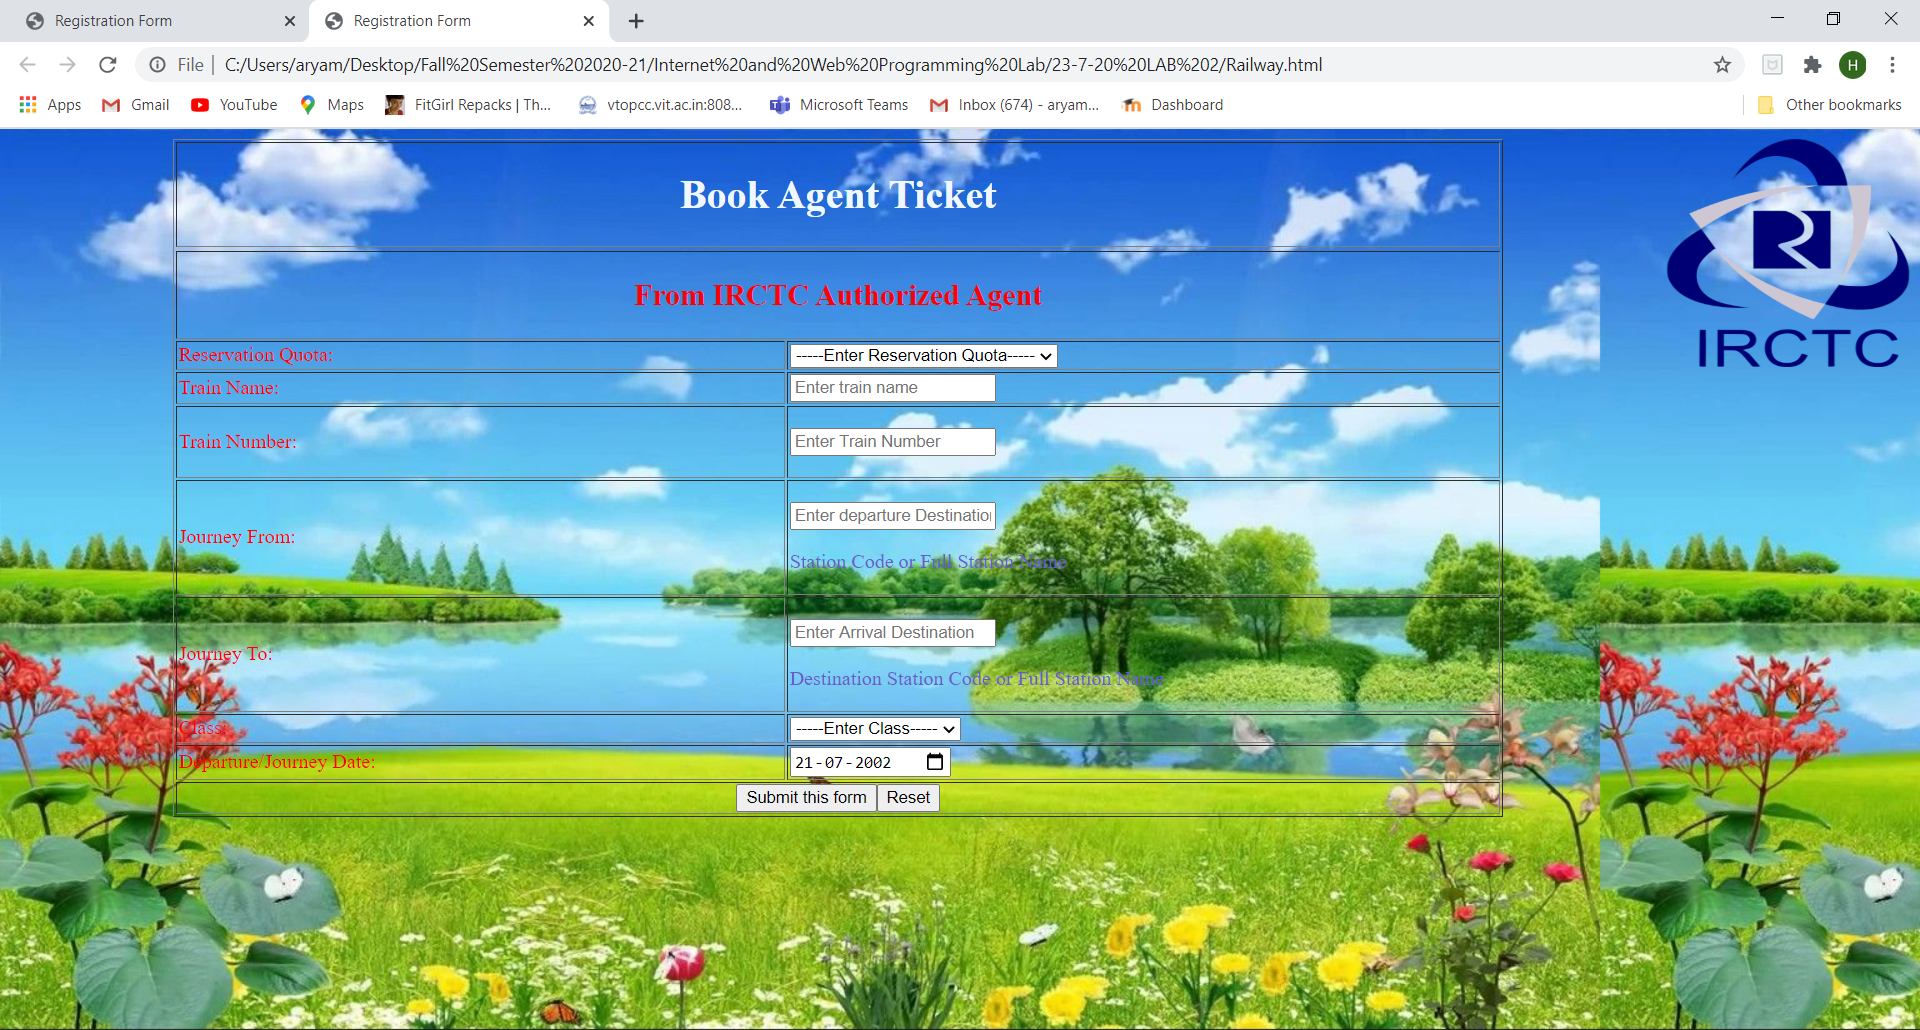 Registration Form
Registration Form
File | C:/Users/aryam/Desktop/Fall%20Semester%202020-21/Internet%20and%20Web%20Programming%20Lab/23-7-20%20LAB%202/Railway.html
H
Apps Gmail YouTube Maps FitGirl Repacks | Th... vtopcc.vit.ac.in:808... Microsoft Teams Inbox (674) - aryam... Dashboard Other bookmarks
Book Agent Ticket
From IRCTC Authorized Agent
IRCTC
Reservation Quota: -----Enter Reservation Quota-----
Train Name: Enter train name
Train Number: Enter Train Number
Journey From: Enter departure Destination
Station Code or Full Station Name
Journey To: Enter Arrival Destination
Destination Station Code or Full Station Name
Class: -----Enter Class-----
Departure/Journey Date: 21-07-2002
Submit this form Reset